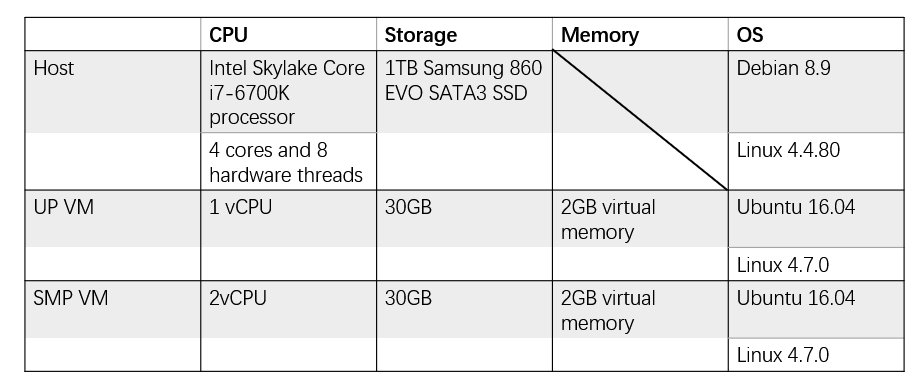 CPU Storage Memory OS
Host Intel Skylake Core 1TB Samsung 860 Debian 8.9
i7-6700K EVO SATA3 SSD
processor
4 cores and 8 Linux 4.4.80
hardware threads
UP VM 1 vCPU 30GB 2GB virtual Ubuntu 16.04
memory
Linux 4.7.0
SMP VM 2vCPU 30GB 2GB virtual Ubuntu 16.04
memory
Linux 4.7.0